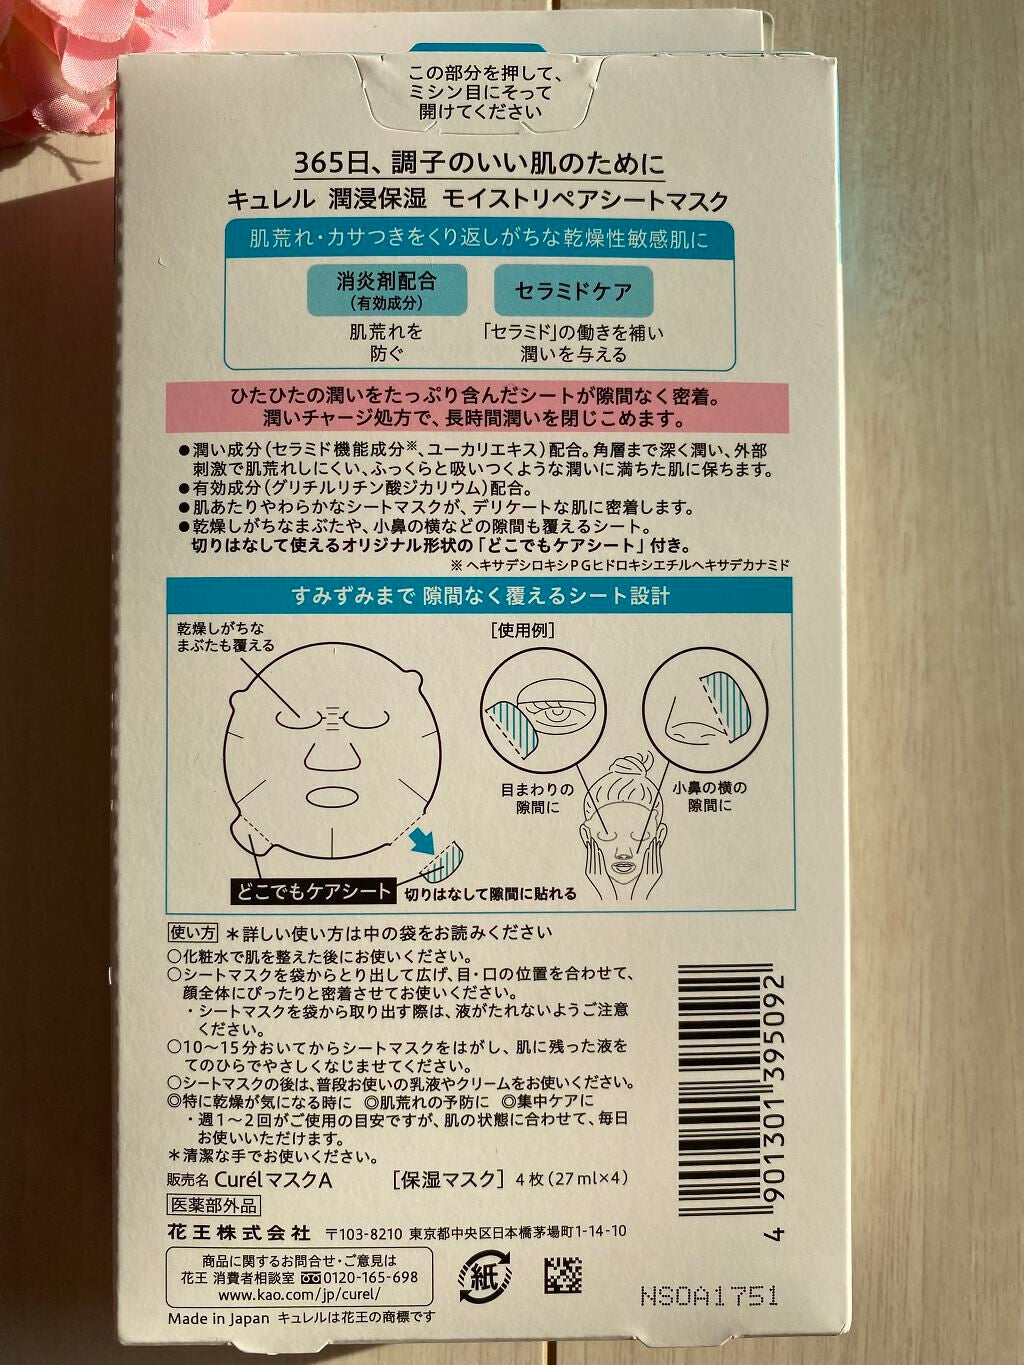 この部分を押して、
ミシン目にそって
開けてください
365日、調子のいい肌のために
キュレル 潤浸保湿 モイストリペアシートマスク
肌荒れ・カサつきをくり返しがちな乾燥性敏感肌に
消炎剤配合
(有効成分)
セラミドケア
肌荒れを
防ぐ
「セラミド」の働きを補い
潤いを与える
ひたひたの潤いをたっぷり含んだシートが隙間なく密着。
潤いチャージ処方で、長時間潤いを閉じこめます。
●潤い成分(セラミド機能成分※、ユーカリエキス)配合。角層まで深く潤い、外部
刺激で肌荒れしにくい、ふっくらと吸いつくような潤いに満ちた肌に保ちます。
●有効成分(グリチルリチン酸ジカリウム)配合。
●肌あたりやわらかなシートマスクが、デリケートな肌に密着します。
●乾燥しがちなまぶたや、小鼻の横などの隙間も覆えるシート。
切りはなして使えるオリジナル形状の「どこでもケアシート」付き。
※ ヘキサデシロキシPGヒドロキシエチルヘキサデカナミド
すみずみまで 隙間なく覆えるシート設計
乾燥しがちな
まぶたも覆える
[使用例]
目まわりの
隙間に
小鼻の横の
隙間に
どこでもケアシート
切りはなして隙間に貼れる
使い方 *詳しい使い方は中の袋をお読みください
○化粧水で肌を整えた後にお使いください。
○シートマスクを袋からとり出して広げ、目・口の位置を合わせて、
顔全体にぴったりと密着させてお使いください。
・シートマスクを袋から取り出す際は、液がたれないようご注意
ください。
○10～15分おいてからシートマスクをはがし、肌に残った液を
てのひらでやさしくなじませてください。
○シートマスクの後は、普段お使いの乳液やクリームをお使いください。
◎特に乾燥が気になる時に ◎肌荒れの予防に ◎集中ケアに
・週1～2回がご使用の目安ですが、肌の状態に合わせて、毎日
お使いいただけます。
*清潔な手でお使いください。
販売名 Curél マスクA [保湿マスク] 4枚(27ml×4)
医薬部外品
花王株式会社 〒103-8210 東京都中央区日本橋茅場町1-14-10
商品に関するお問合せ・ご意見は
花王 消費者相談室 0120-165-698
www.kao.com/jp/curel/
Made in Japan キュレルは花王の商標です
紙
NSOA1751
4 901301 395092